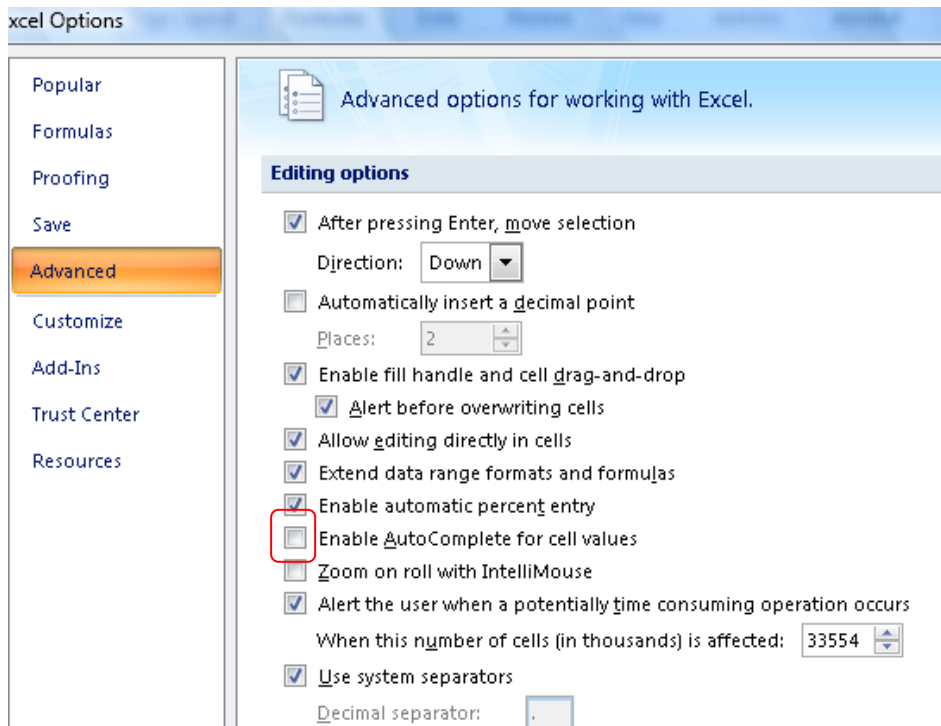 xcel Options
Popular
Formulas
Proofing
Save
Advanced
Customize
Add-Ins
Trust Center
Resources
Advanced options for working with Excel.
Editing options
After pressing Enter, move selection
Direction: Down
Automatically insert a decimal point
Places: 2
Enable fill handle and cell drag-and-drop
Alert before overwriting cells
Allow editing directly in cells
Extend data range formats and formulas
Enable automatic percent entry
Enable AutoComplete for cell values
Zoom on roll with IntelliMouse
Alert the user when a potentially time consuming operation occurs
When this number of cells (in thousands) is affected: 33554
Use system separators
Decimal separator: .